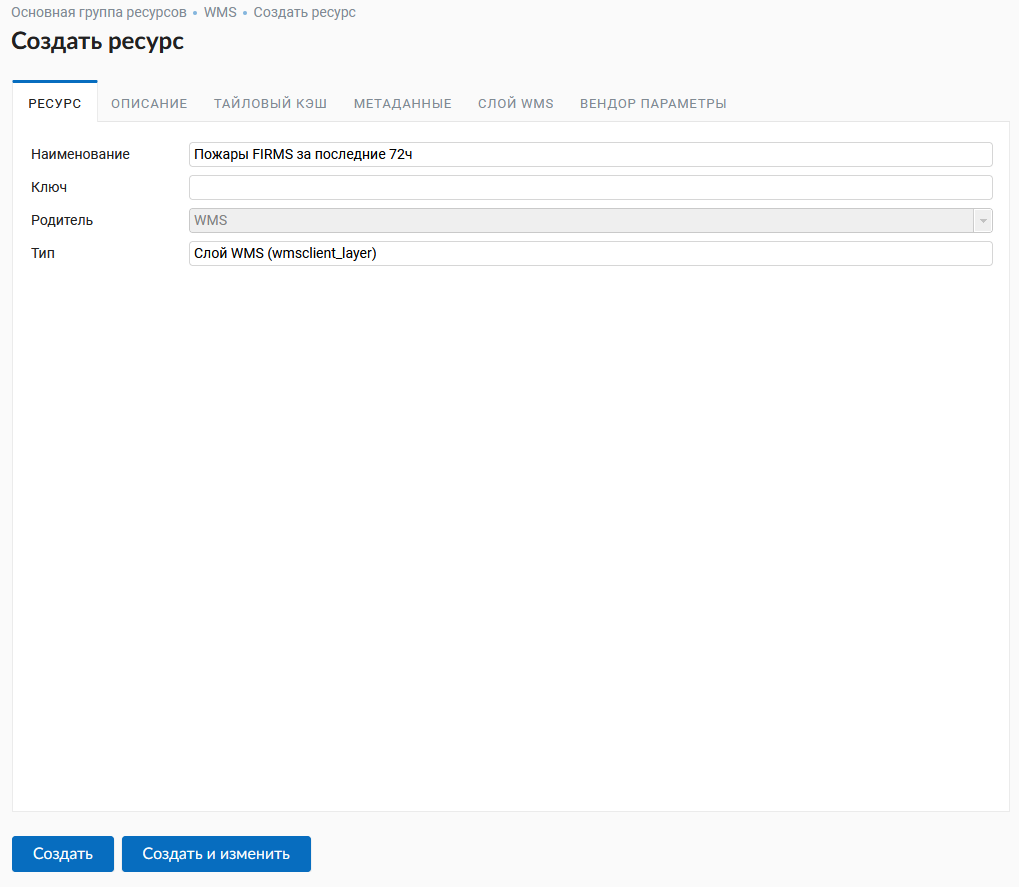 Основная группа ресурсов • WMS • Создать ресурс
Создать ресурс
РЕСУРС ОПИСАНИЕ ТАЙЛОВЫЙ КЭШ МЕТАДАННЫЕ СЛОЙ WMS ВЕНДОР ПАРАМЕТРЫ
Наименование Пожары FIRMS за последние 72ч
Ключ
Родитель WMS
Тип Слой WMS (wmsclient_layer)
Создать Создать и изменить